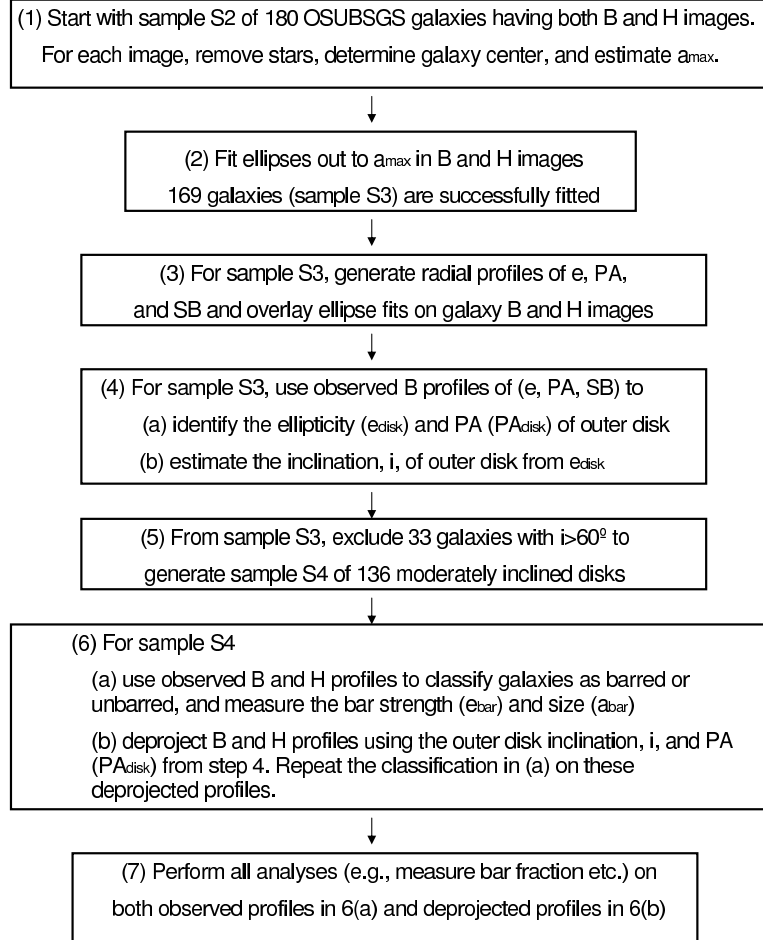 (1) Start with sample S2 of 180 OSUBSGS galaxies having both B and H images.
For each image, remove stars, determine galaxy center, and estimate amax.
(2) Fit ellipses out to amax in B and H images
169 galaxies (sample S3) are successfully fitted
(3) For sample S3, generate radial profiles of e, PA,
and SB and overlay ellipse fits on galaxy B and H images
(4) For sample S3, use observed B profiles of (e, PA, SB) to
(a) identify the ellipticity (edisk) and PA (PAdisk) of outer disk
(b) estimate the inclination, i, of outer disk from edisk
(5) From sample S3, exclude 33 galaxies with i>60º to
generate sample S4 of 136 moderately inclined disks
(6) For sample S4
(a) use observed B and H profiles to classify galaxies as barred or
unbarred, and measure the bar strength (ebar) and size (abar)
(b) deproject B and H profiles using the outer disk inclination, i, and PA
(PAdisk) from step 4. Repeat the classification in (a) on these
deprojected profiles.
(7) Perform all analyses (e.g., measure bar fraction etc.) on
both observed profiles in 6(a) and deprojected profiles in 6(b)